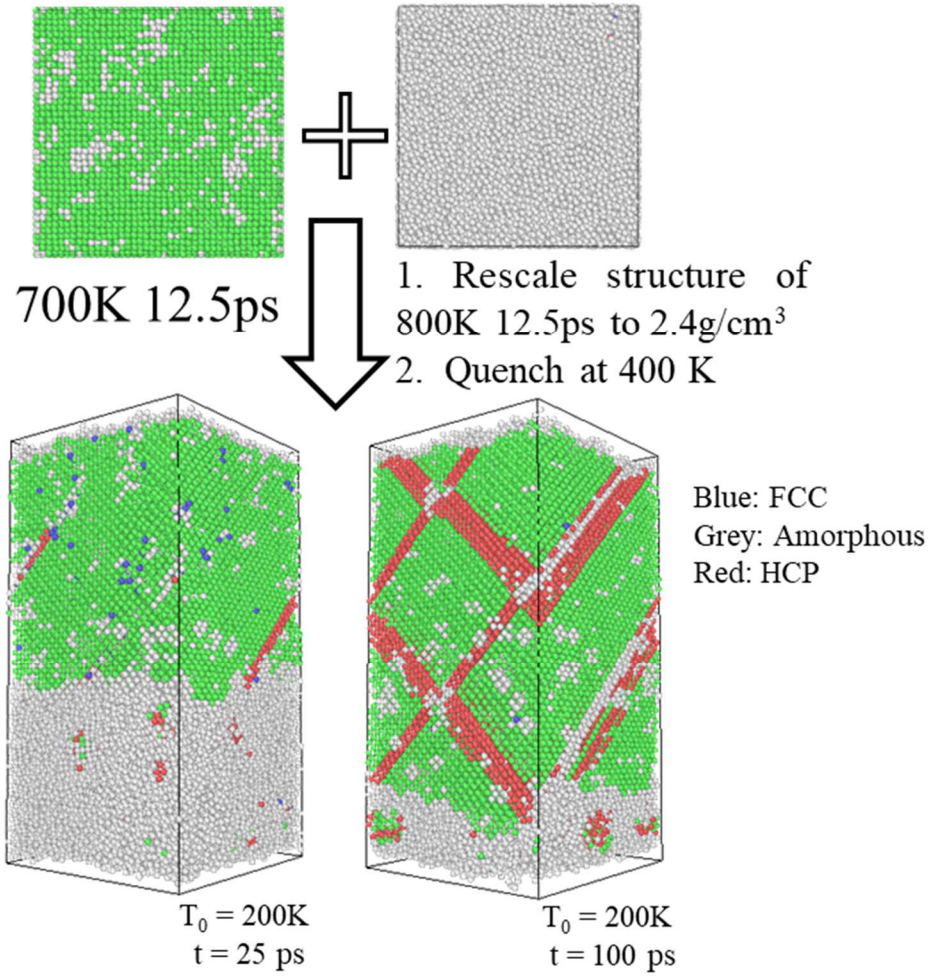 700K 12.5ps
1. Rescale structure of
800K 12.5ps to 2.4g/cm³
2. Quench at 400 K
Blue: FCC
Grey: Amorphous
Red: HCP
T₀ = 200K
t = 25 ps
T₀ = 200K
t = 100 ps